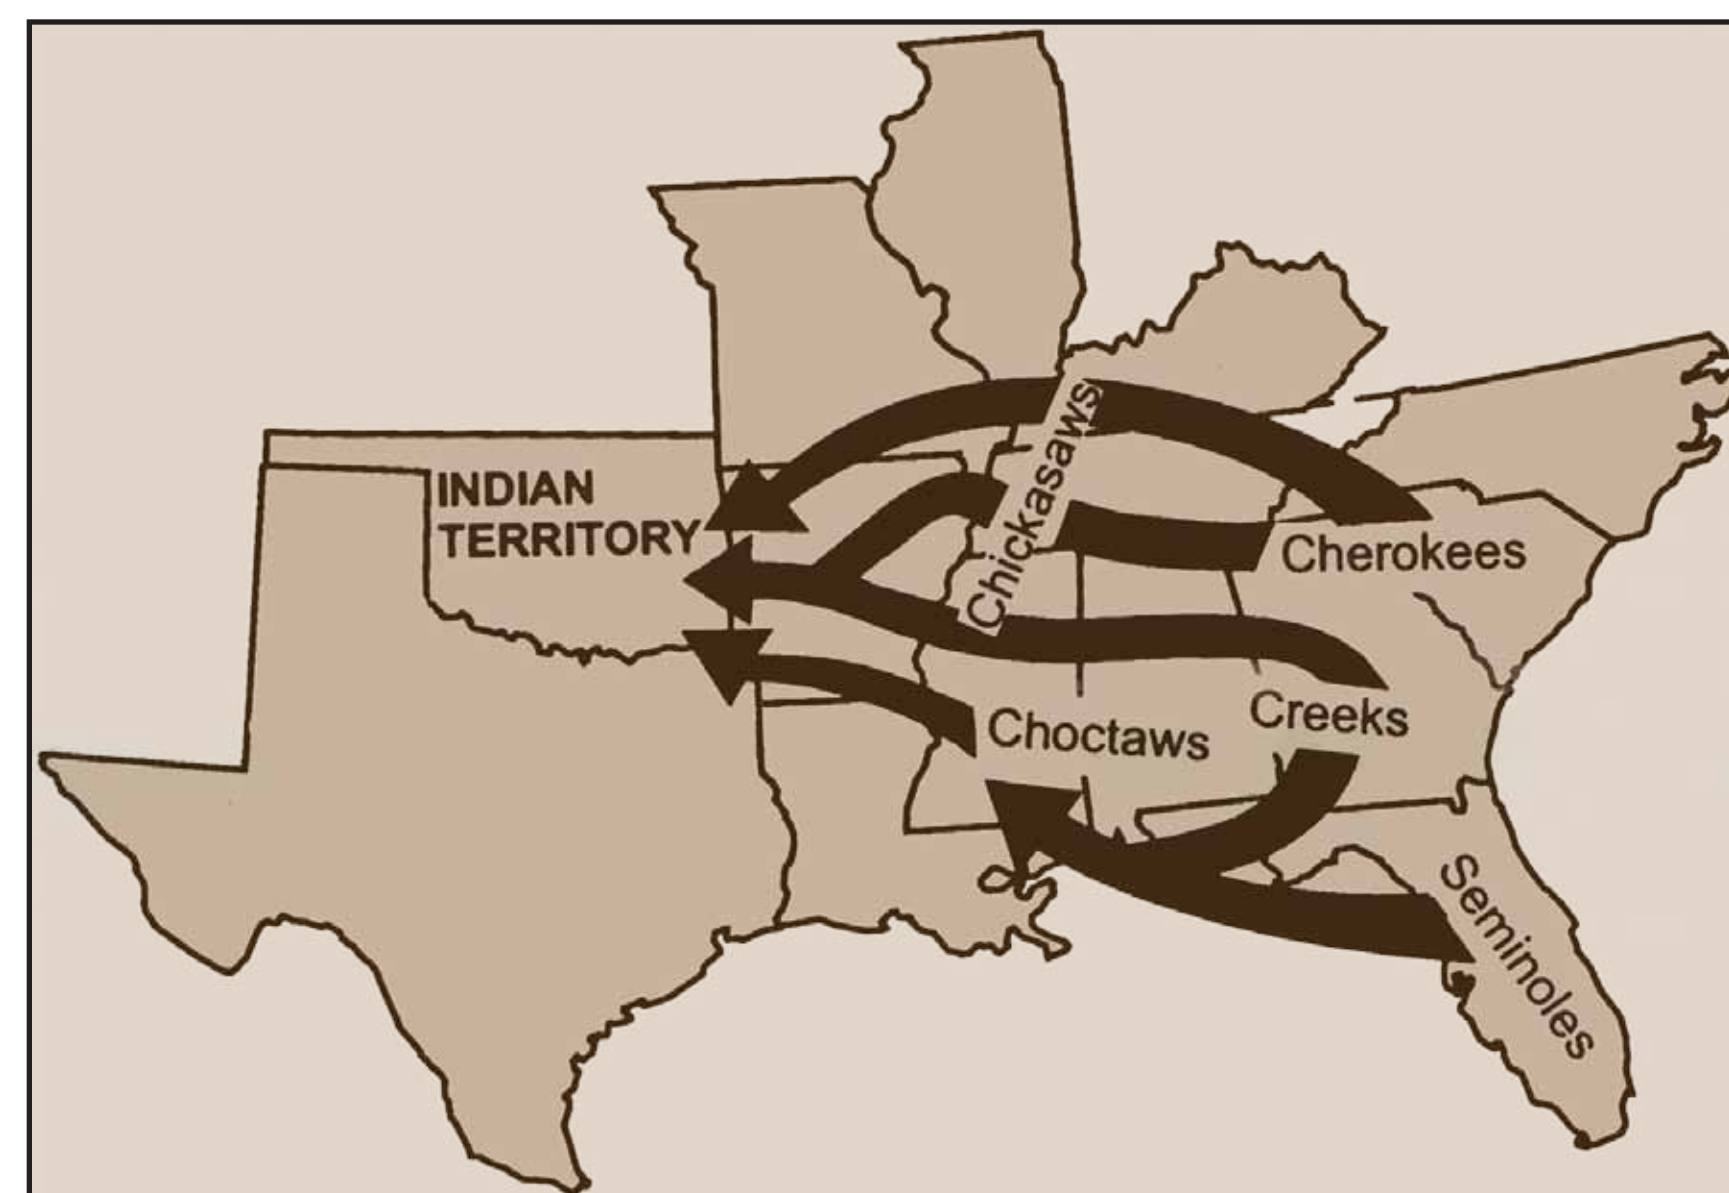 INDIAN
TERRITORY
Chickasaws
Cherokees
Choctaws
Creeks
Seminoles